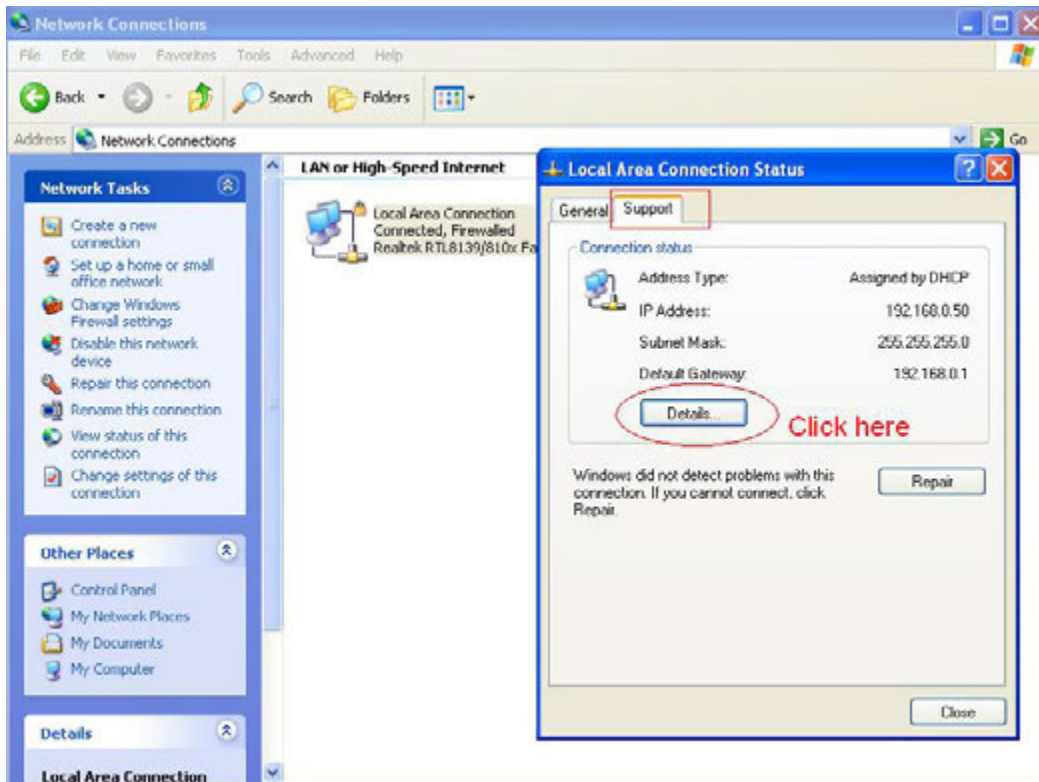 Network Connections
File Edit View Favorites Tools Advanced Help
Back Search Folders
Address Network Connections Go
Network Tasks
Create a new
connection
Set up a home or small
office network
Change Windows
Firewall settings
Disable this network
device
Repair this connection
Rename this connection
View status of this
connection
Change settings of this
connection
Other Places
Control Panel
My Network Places
My Documents
My Computer
Details
Local Area Connection
LAN or High-Speed Internet
Local Area Connection
Connected, Firewalled
Realtek RTL8139/810x Fa
Local Area Connection Status
General Support
Connection status
Address Type: Assigned by DHCP
IP Address: 192.168.0.50
Subnet Mask: 255.255.255.0
Default Gateway: 192.168.0.1
Details...
Click here
Windows did not detect problems with this
connection. If you cannot connect, click
Repair.
Repair
Close